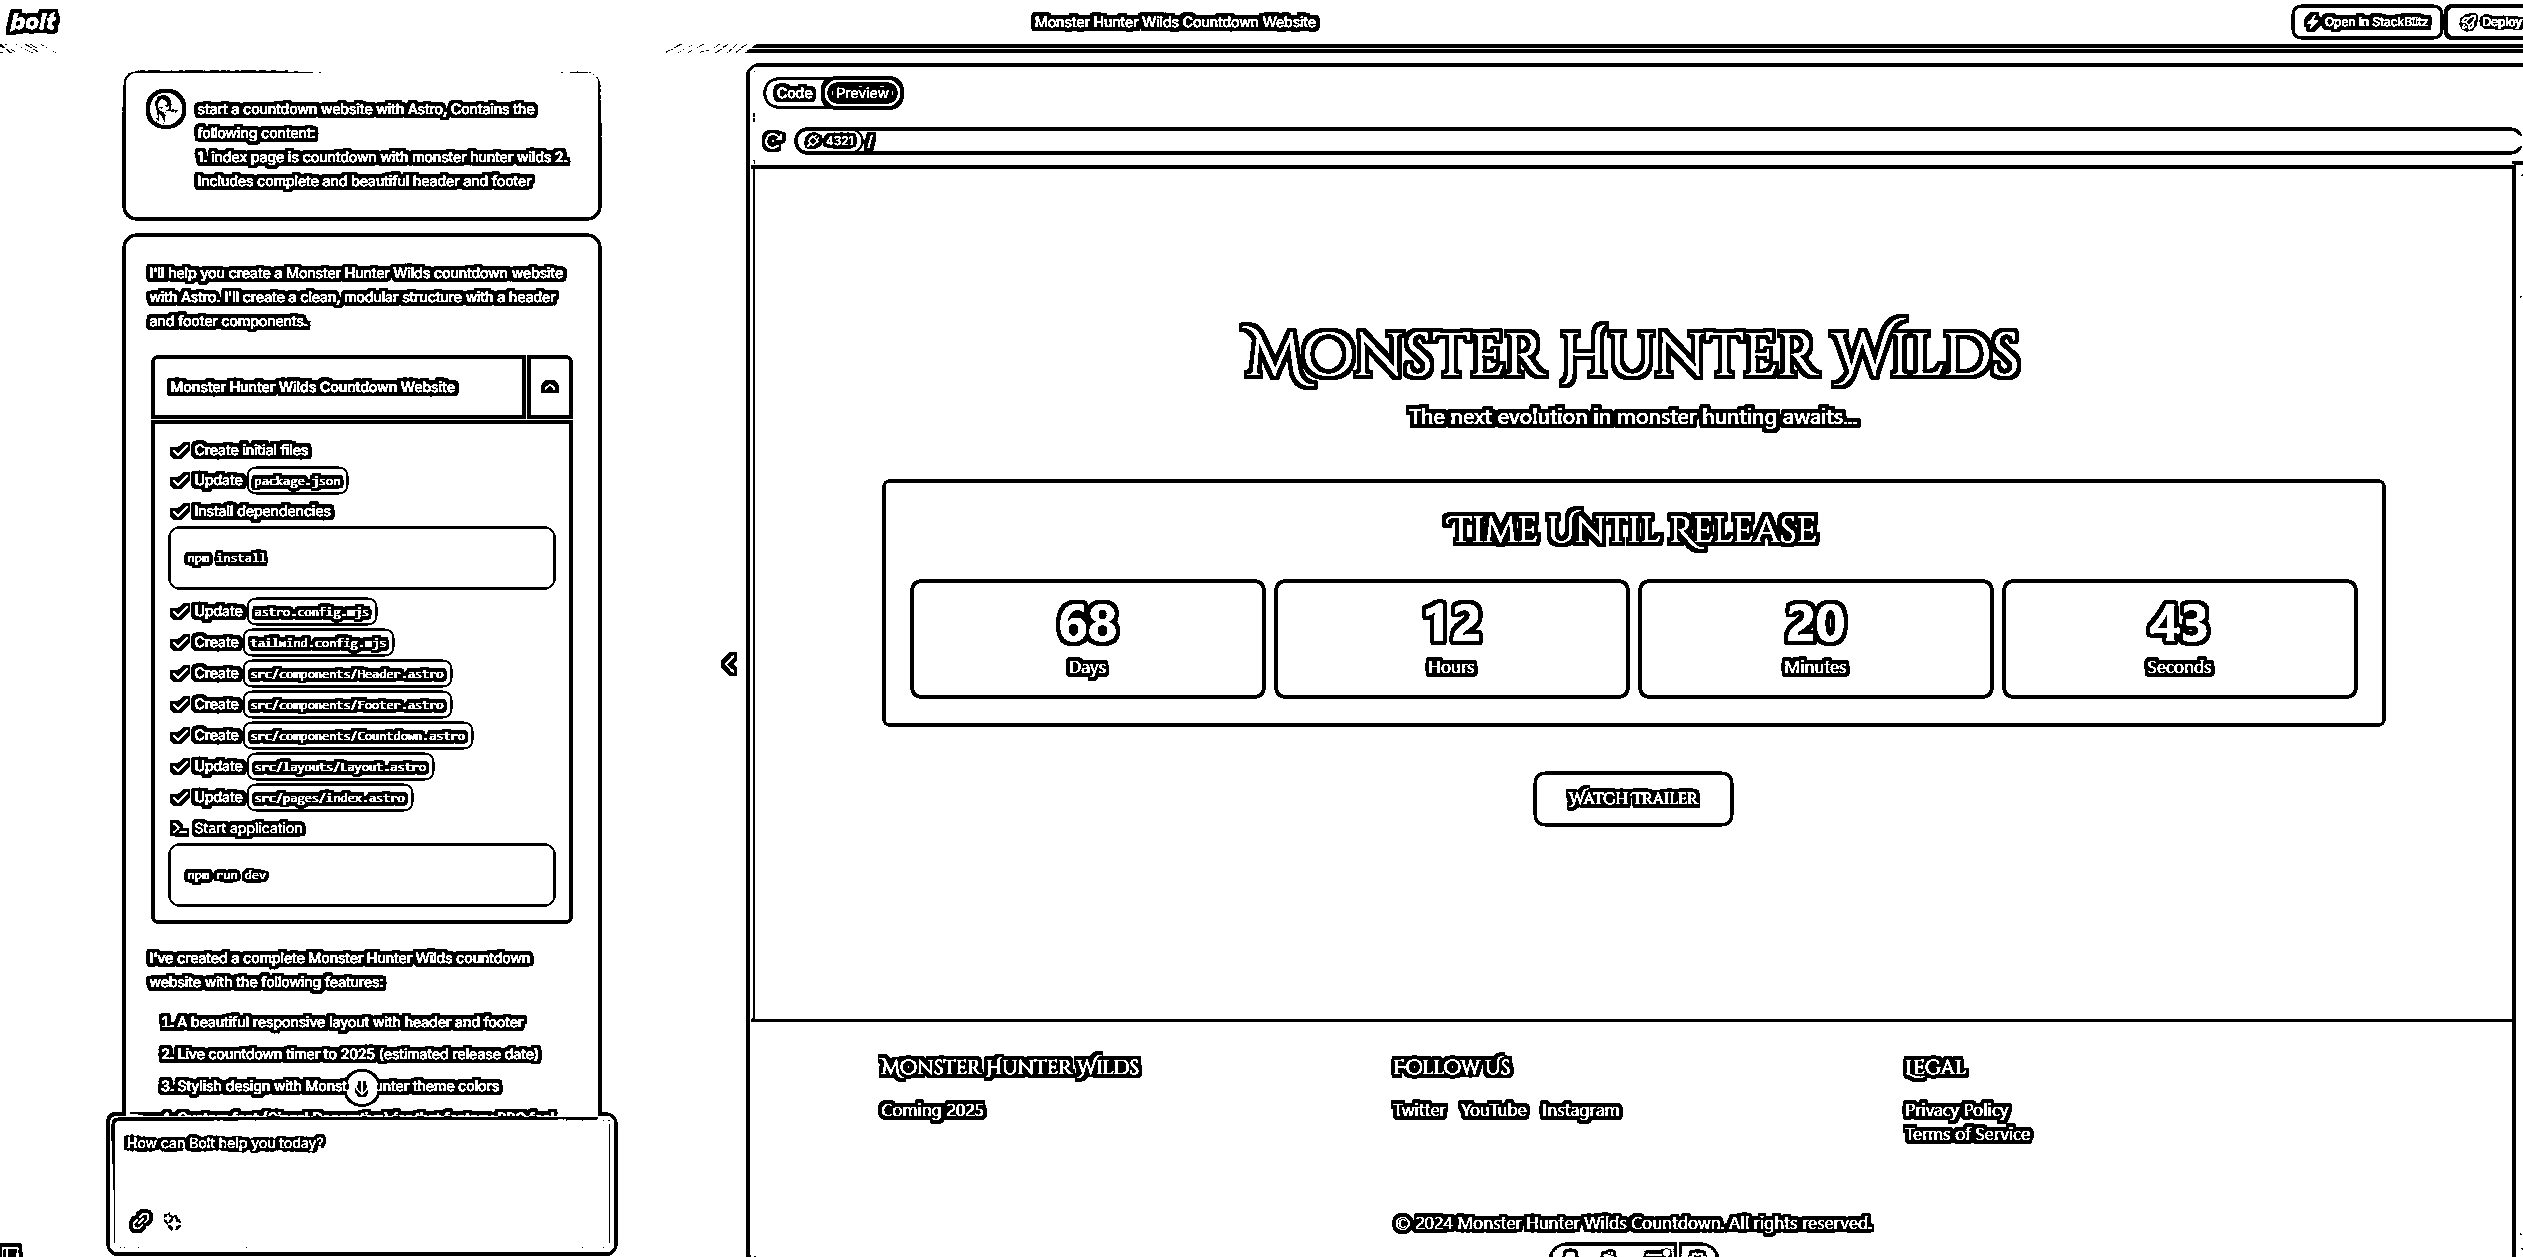 bolt
Monster Hunter Wilds Countdown Website
Open in StackBlitz
Deploy
start a countdown website with Astro, Contains the
following content:
1. index page is countdown with monster hunter wilds 2.
Includes complete and beautiful header and footer
I'll help you create a Monster Hunter Wilds countdown website
with Astro. I'll create a clean, modular structure with a header
and footer components.
Monster Hunter Wilds Countdown Website
Create initial files
Update package.json
Install dependencies
npm install
Update astro.config.mjs
Create tailwind.config.mjs
Create src/components/Header.astro
Create src/components/Footer.astro
Create src/components/Countdown.astro
Update src/layouts/Layout.astro
Update src/pages/index.astro
Start application
npm run dev
I've created a complete Monster Hunter Wilds countdown
website with the following features:
1. A beautiful responsive layout with header and footer
2. Live countdown timer to 2025 (estimated release date)
3. Stylish design with Monst unter theme colors
How can Bolt help you today?
Code Preview
4321 /
MONSTER HUNTER WILDS
The next evolution in monster hunting awaits...
TIME UNTIL RELEASE
68 12 20 43
Days Hours Minutes Seconds
WATCH TRAILER
MONSTER HUNTER WILDS
Coming 2025
FOLLOW US
Twitter YouTube Instagram
LEGAL
Privacy Policy
Terms of Service
© 2024 Monster Hunter Wilds Countdown. All rights reserved.